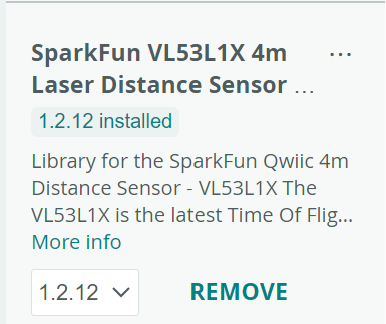 SparkFun VL53L1X 4m ...
Laser Distance Sensor ...
1.2.12 installed
Library for the SparkFun Qwiic 4m
Distance Sensor - VL53L1X The
VL53L1X is the latest Time Of Flig...
More info
1.2.12 REMOVE